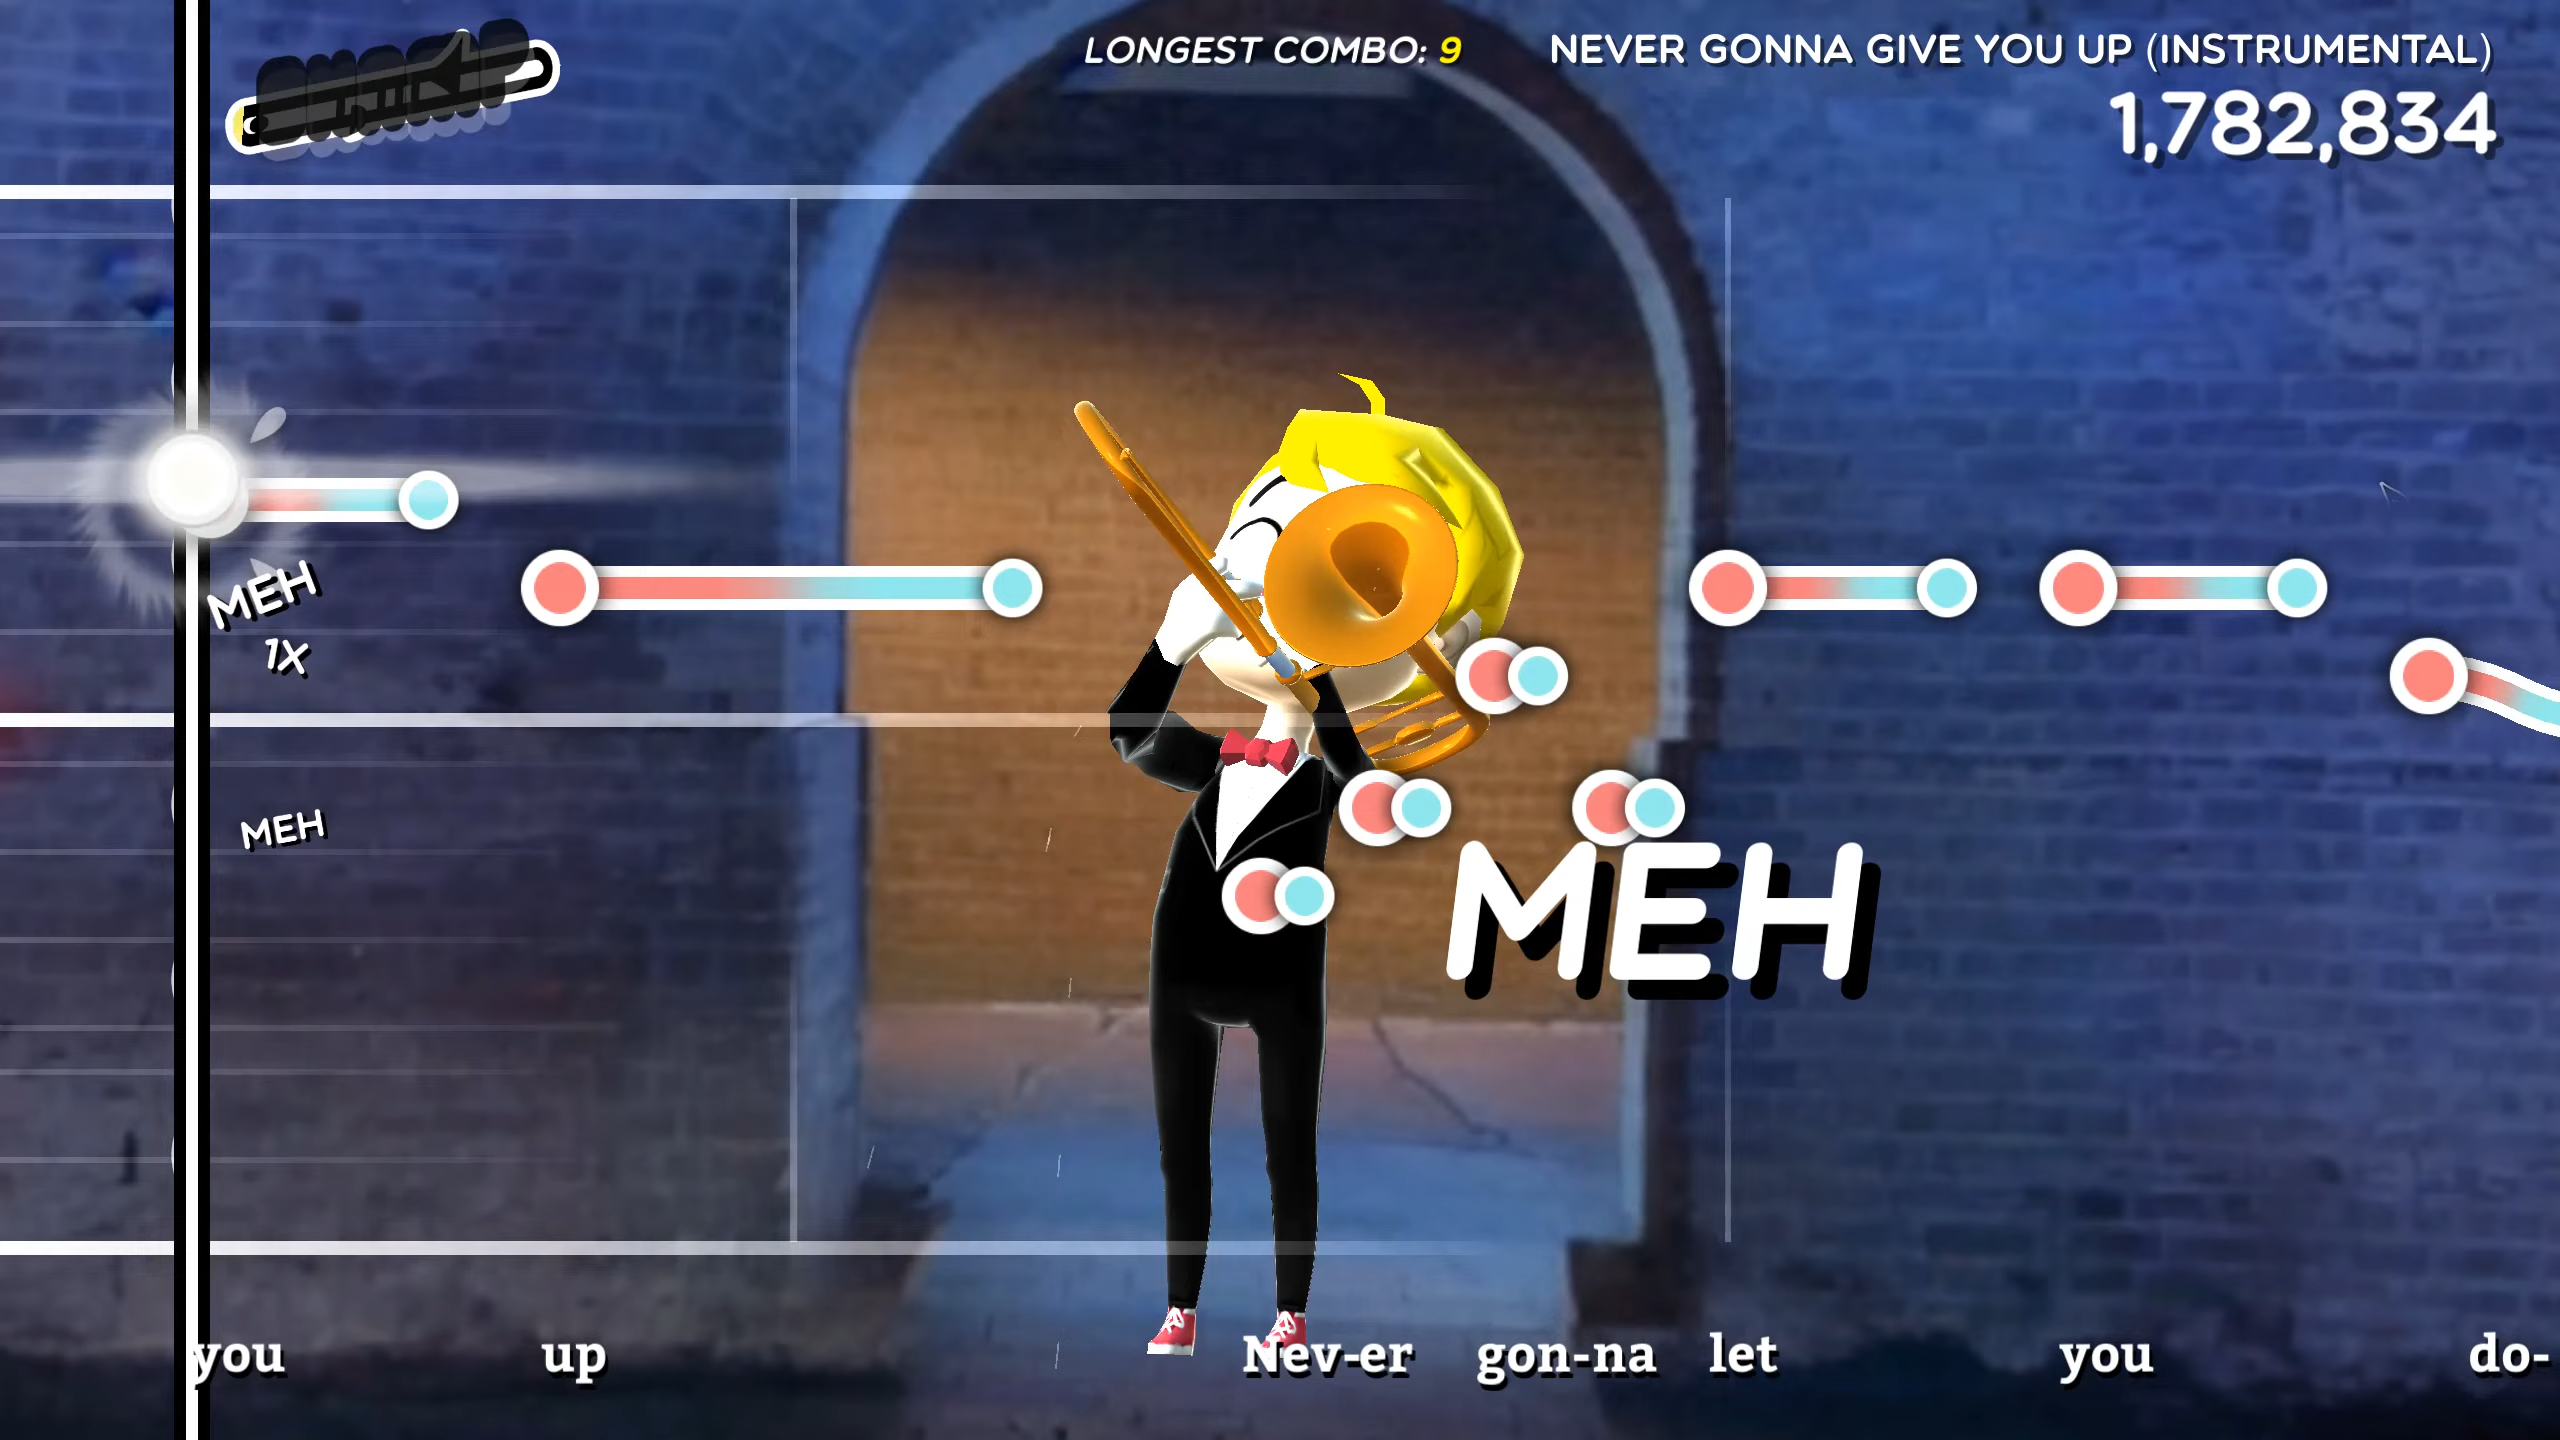 LONGEST COMBO: 9
NEVER GONNA GIVE YOU UP (INSTRUMENTAL)
1,782,834
MEH
1X
MEH
MEH
you up Nev-er gon-na let you do-